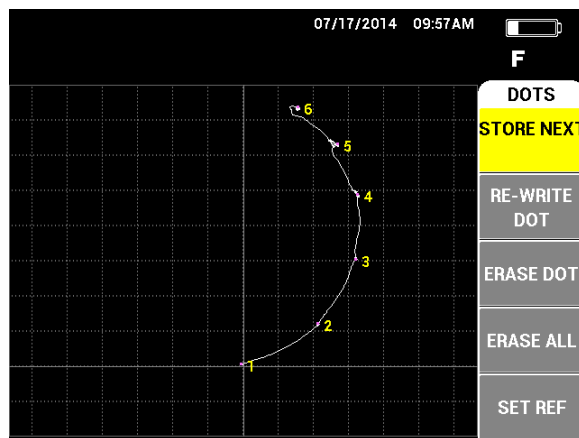 07/17/2014 09:57AM
F
DOTS
STORE NEXT
RE-WRITE
DOT
ERASE DOT
ERASE ALL
SET REF
6
5
4
3
2
1